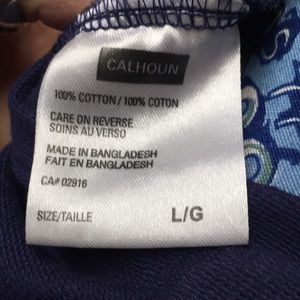 CALHOUN
100% COTTON / 100% COTON
CARE ON REVERSE
SOINS AU VERSO
MADE IN BANGLADESH
FAIT EN BANGLADESH
CA# 02916
SIZE/TAILLE L/G